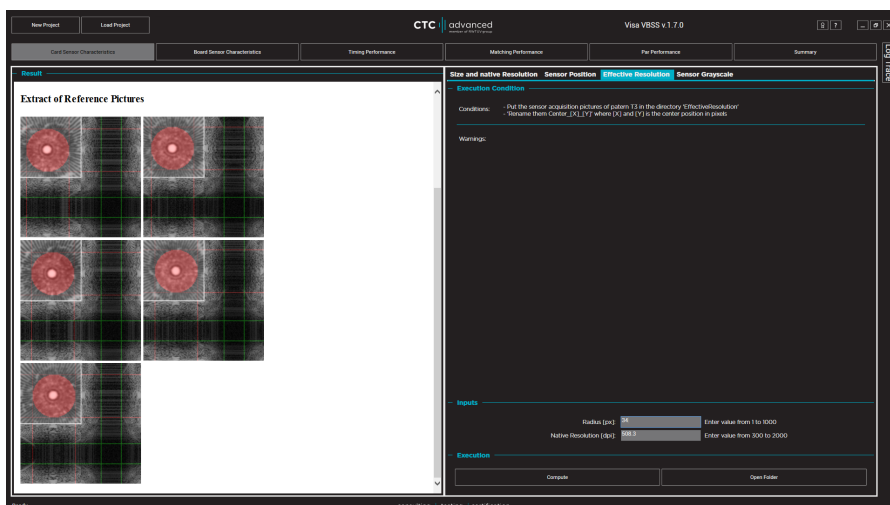 New Project Load Project CTC advanced Visa VBSS v.1.7.0 ?
member of RWTÜV group
Card Sensor Characteristics Board Sensor Characteristics Timing Performance Matching Performance Par Performance Summary
Log Trace
Result
Extract of Reference Pictures
Size and native Resolution Sensor Position Effective Resolution Sensor Grayscale
Execution Condition
Conditions: - Put the sensor acquisition pictures of patern T3 in the directory 'EffectiveResolution'
- 'Rename them Center_[X]_[Y]' where [X] and [Y] is the center position in pixels
Warnings:
Inputs
Radius [px]: 34 Enter value from 1 to 1000
Native Resolution [dpi]: 508.3 Enter value from 300 to 2000
Execution
Compute Open Folder